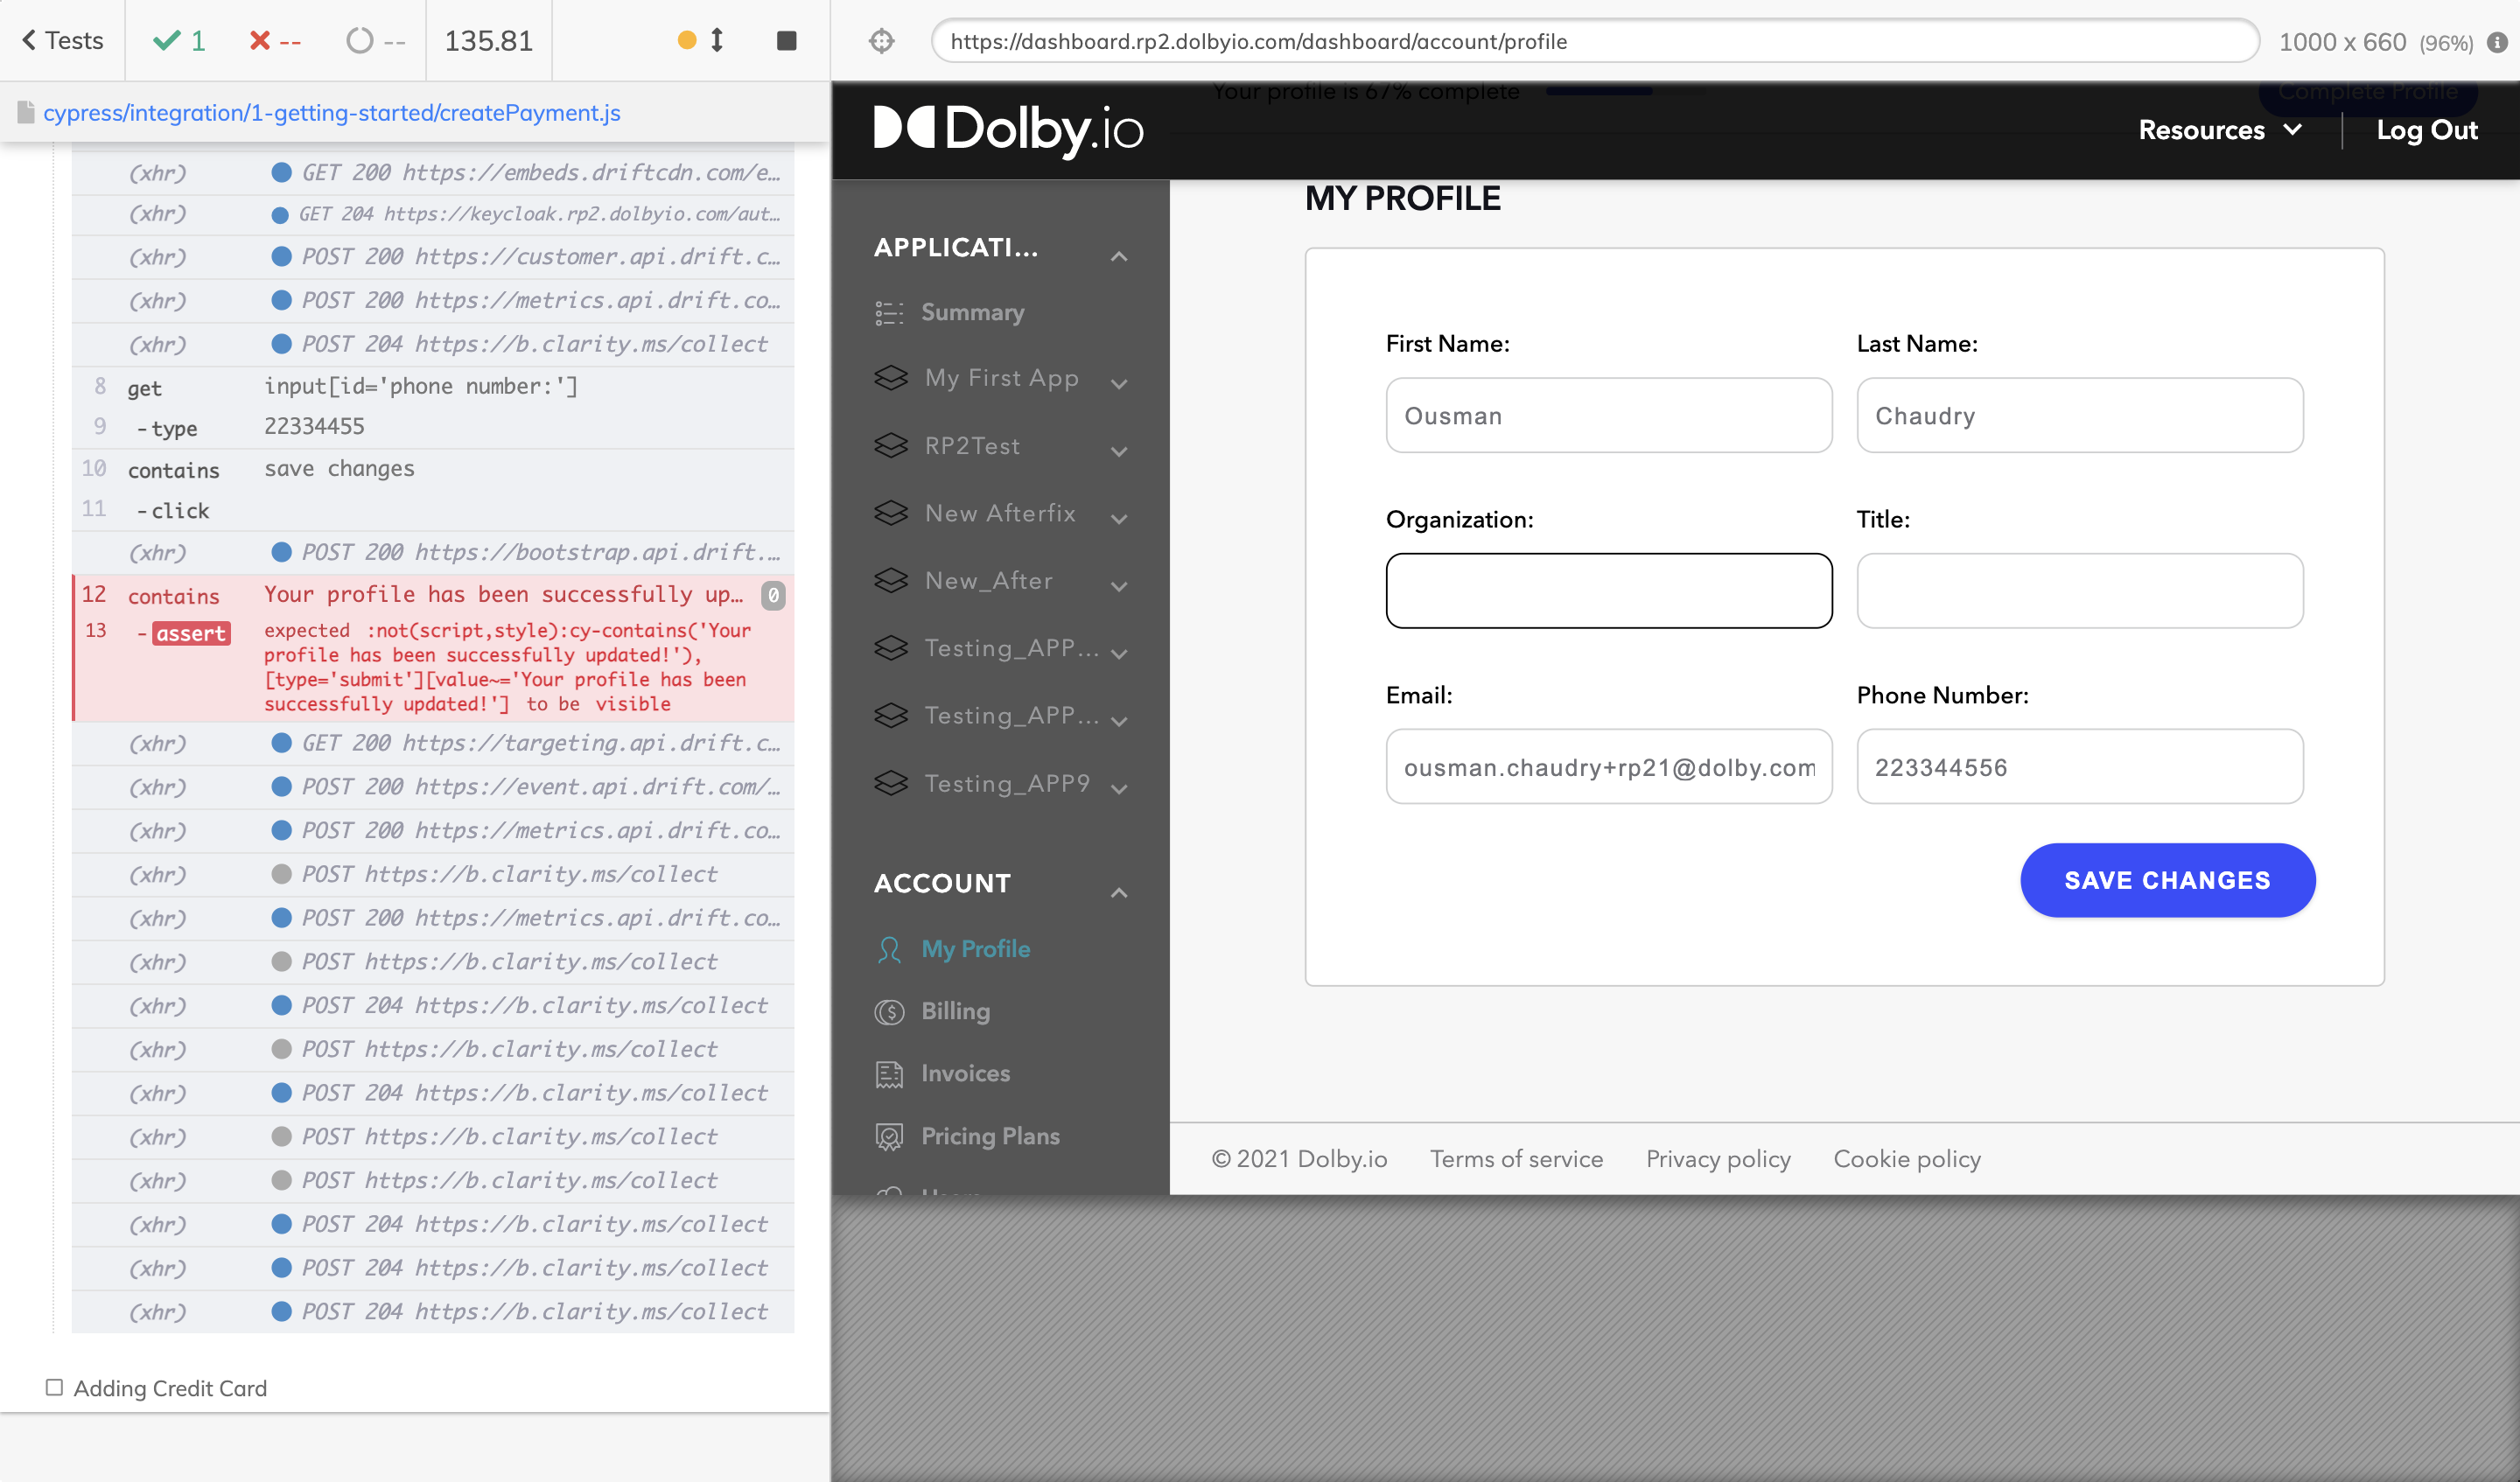 Tests
1
--
--
135.81
https://dashboard.rp2.dolbyio.com/dashboard/account/profile
1000 x 660 (96%)
cypress/integration/1-getting-started/createPayment.js
(xhr) GET 200 https://embeds.driftcdn.com/e...
(xhr) GET 204 https://keycloak.rp2.dolbyio.com/aut...
(xhr) POST 200 https://customer.api.drift.c...
(xhr) POST 200 https://metrics.api.drift.co...
(xhr) POST 204 https://b.clarity.ms/collect
8 get input[id='phone number:']
9 -type 22334455
10 contains save changes
11 -click
(xhr) POST 200 https://bootstrap.api.drift....
12 contains Your profile has been successfully up... 0
13 -assert expected :not(script,style):cy-contains('Your
profile has been successfully updated!'),
[type='submit'][value~='Your profile has been
successfully updated!'] to be visible
(xhr) GET 200 https://targeting.api.drift.c...
(xhr) POST 200 https://event.api.drift.com/...
(xhr) POST 200 https://metrics.api.drift.co...
(xhr) POST https://b.clarity.ms/collect
(xhr) POST 200 https://metrics.api.drift.co...
(xhr) POST https://b.clarity.ms/collect
(xhr) POST 204 https://b.clarity.ms/collect
(xhr) POST https://b.clarity.ms/collect
(xhr) POST 204 https://b.clarity.ms/collect
(xhr) POST https://b.clarity.ms/collect
(xhr) POST https://b.clarity.ms/collect
(xhr) POST 204 https://b.clarity.ms/collect
(xhr) POST 204 https://b.clarity.ms/collect
(xhr) POST 204 https://b.clarity.ms/collect
Adding Credit Card
Your profile is 67% complete
Complete Profile
Dolby.io
Resources
Log Out
APPLICATI...
Summary
My First App
RP2Test
New Afterfix
New_After
Testing_APP...
Testing_APP...
Testing_APP9
ACCOUNT
My Profile
Billing
Invoices
Pricing Plans
MY PROFILE
First Name:
Last Name:
Ousman
Chaudry
Organization:
Title:
Email:
Phone Number:
ousman.chaudry+rp21@dolby.com
223344556
SAVE CHANGES
© 2021 Dolby.io
Terms of service
Privacy policy
Cookie policy